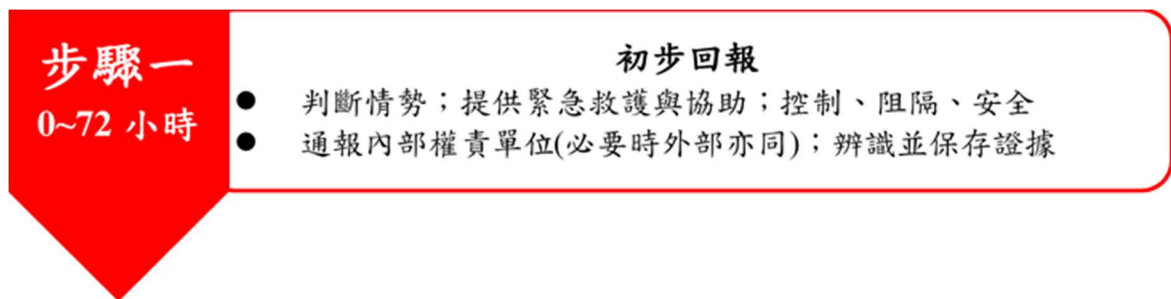 步驟一
0~72 小時
初步回報
● 判斷情勢；提供緊急救護與協助；控制、阻隔、安全
● 通報內部權責單位(必要時外部亦同)；辨識並保存證據